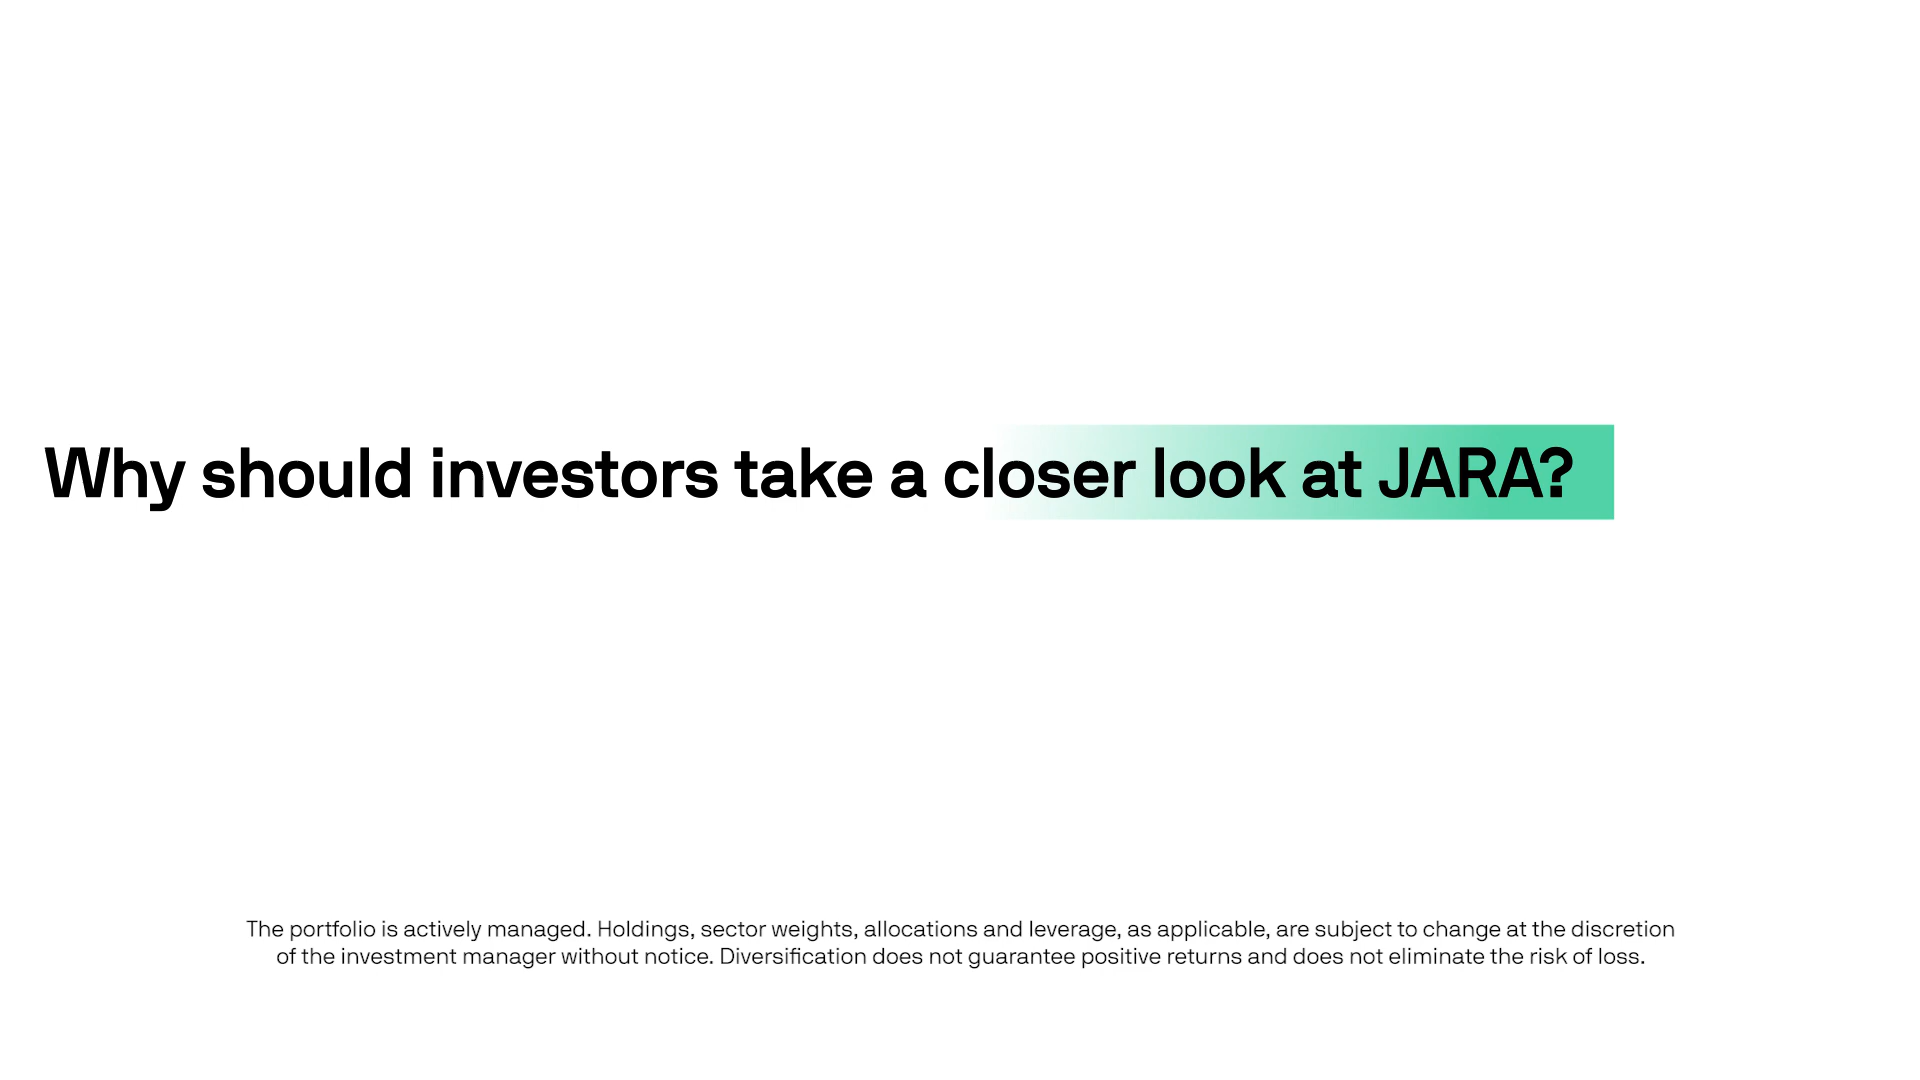 Why should investors take a closer look at JARA?
The portfolio is actively managed. Holdings, sector weights, allocations and leverage, as applicable, are subject to change at the discretion
of the investment manager without notice. Diversification does not guarantee positive returns and does not eliminate the risk of loss.